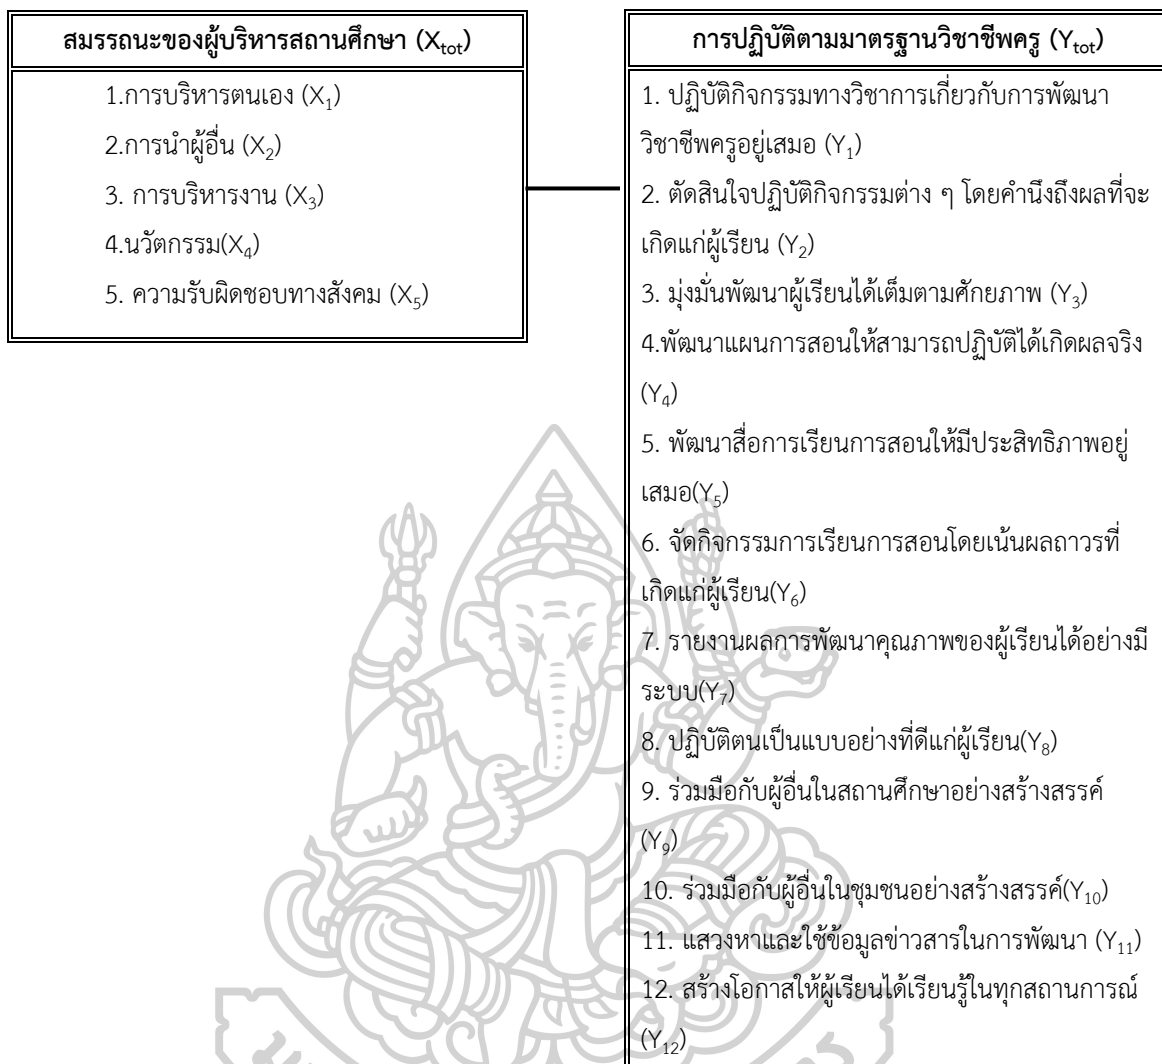 สมรรถนะของผู้บริหารสถานศึกษา (Xtot)
1.การบริหารตนเอง (X1)
2.การนำผู้อื่น (X2)
3. การบริหารงาน (X3)
4.นวัตกรรม(X4)
5. ความรับผิดชอบทางสังคม (X5)
การปฏิบัติตามมาตรฐานวิชาชีพครู (Ytot)
1. ปฏิบัติกิจกรรมทางวิชาการเกี่ยวกับการพัฒนา
วิชาชีพครูอยู่เสมอ (Y1)
2. ตัดสินใจปฏิบัติกิจกรรมต่าง ๆ โดยคำนึงถึงผลที่จะ
เกิดแก่ผู้เรียน (Y2)
3. มุ่งมั่นพัฒนาผู้เรียนได้เต็มตามศักยภาพ (Y3)
4.พัฒนาแผนการสอนให้สามารถปฏิบัติได้เกิดผลจริง
(Y4)
5. พัฒนาสื่อการเรียนการสอนให้มีประสิทธิภาพอยู่
เสมอ(Y5)
6. จัดกิจกรรมการเรียนการสอนโดยเน้นผลถาวรที่
เกิดแก่ผู้เรียน(Y6)
7. รายงานผลการพัฒนาคุณภาพของผู้เรียนได้อย่างมี
ระบบ(Y7)
8. ปฏิบัติตนเป็นแบบอย่างที่ดีแก่ผู้เรียน(Y8)
9. ร่วมมือกับผู้อื่นในสถานศึกษาอย่างสร้างสรรค์
(Y9)
10. ร่วมมือกับผู้อื่นในชุมชนอย่างสร้างสรรค์(Y10)
11. แสวงหาและใช้ข้อมูลข่าวสารในการพัฒนา (Y11)
12. สร้างโอกาสให้ผู้เรียนได้เรียนรู้ในทุกสถานการณ์
(Y12)